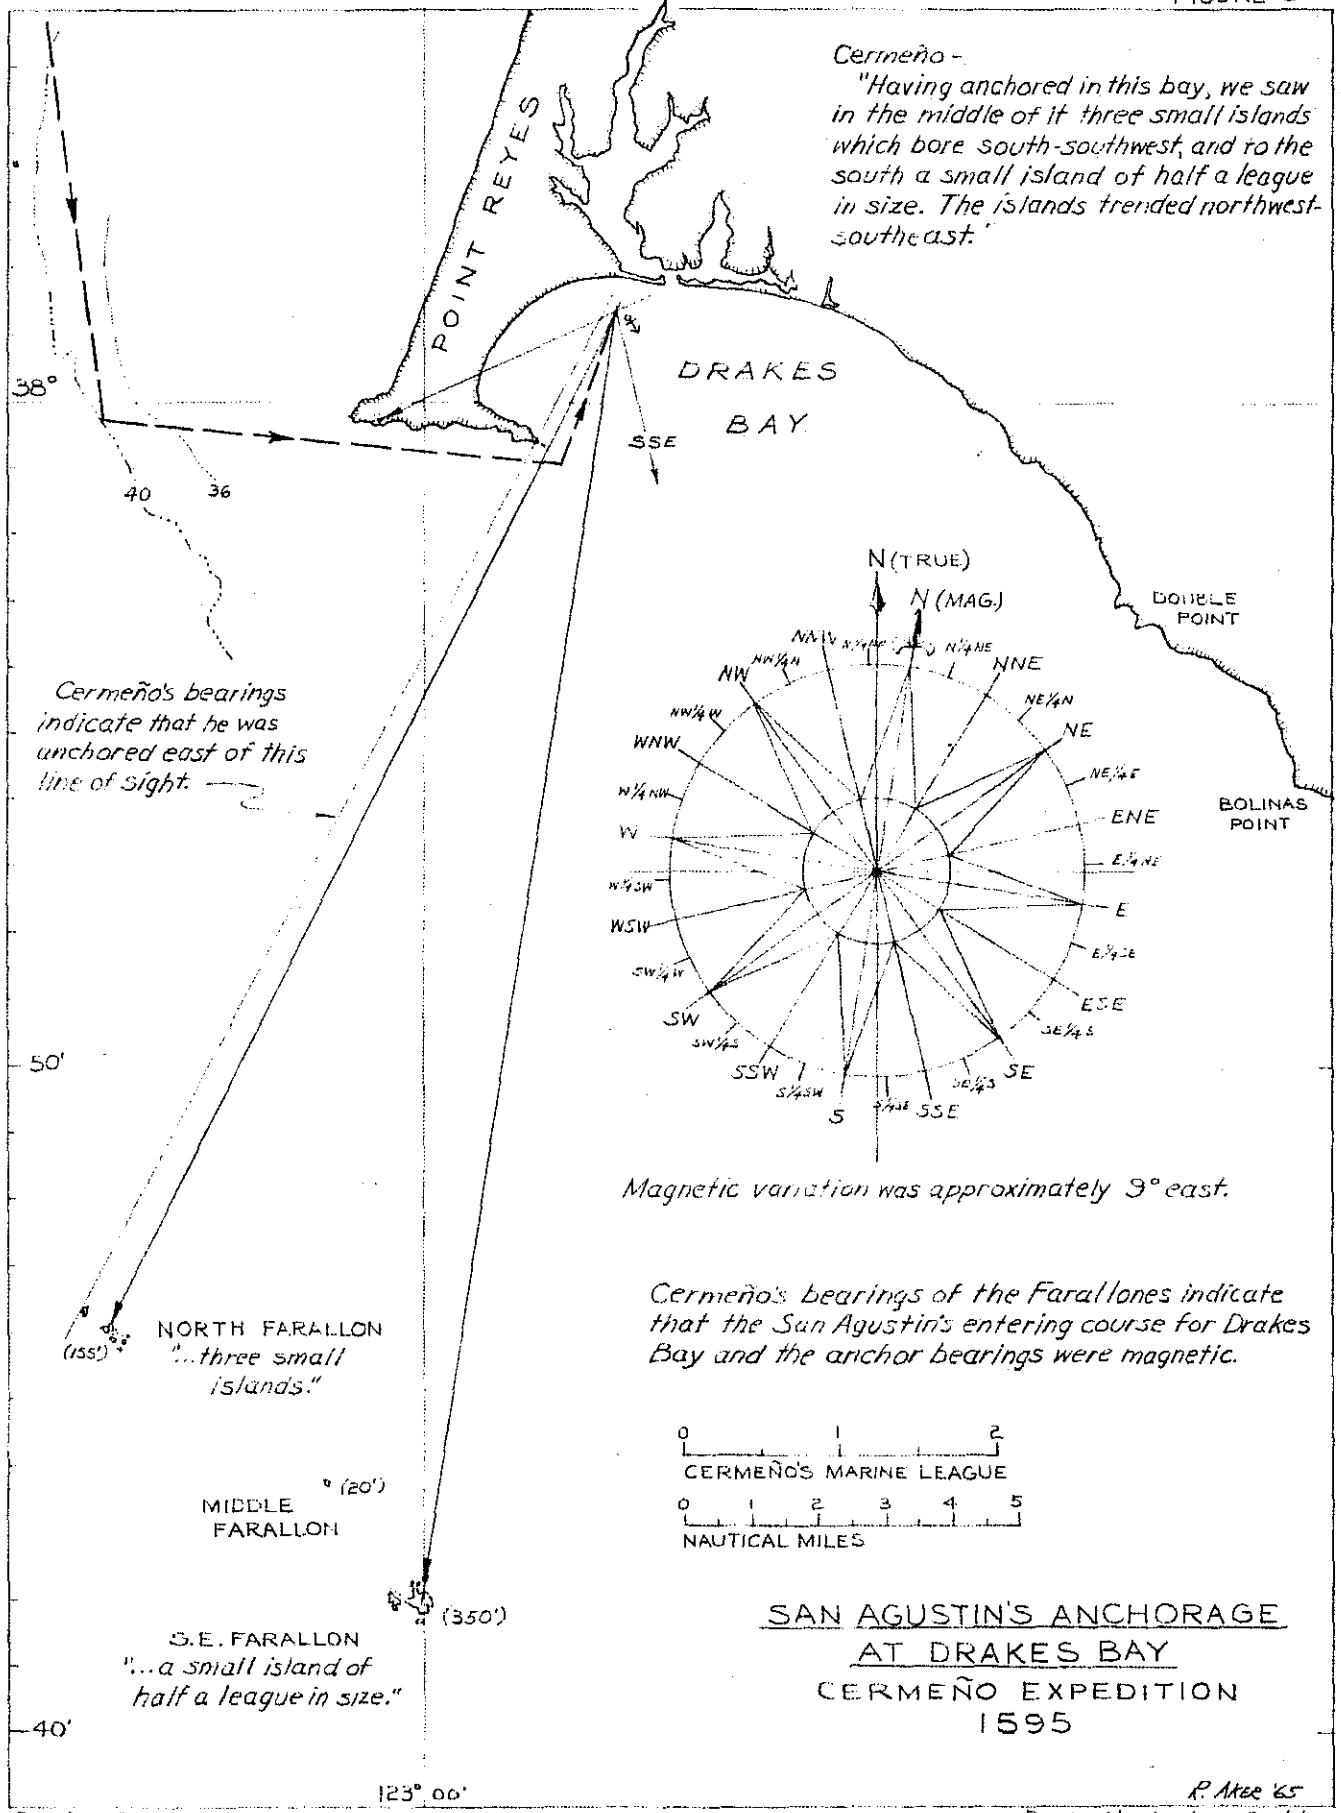 Cermeño -
"Having anchored in this bay, we saw
in the middle of it three small islands
which bore south-southwest, and to the
south a small island of half a league
in size. The islands trended northwest-
southeast."
POINT REYES
38°
DRAKES
BAY
SSE
40
36
N (TRUE)
N (MAG.)
DOUBLE
POINT
BOLINAS
POINT
Cermeño's bearings
indicate that he was
anchored east of this
line of sight.
NNW
N¼NE
NNE
NE¼N
NE
NE¼E
ENE
E¼NE
E
E¼SE
ESE
SE¼S
SE
SE¼S
SSE
S¼SE
S
S¼SW
SSW
SW¼S
SW
SW¼W
WSW
W¼SW
W
W¼NW
WNW
NW¼W
NW
NW¼N
50'
Magnetic variation was approximately 9° east.
Cermeño's bearings of the Farallones indicate
that the San Agustin's entering course for Drakes
Bay and the anchor bearings were magnetic.
(155')
NORTH FARALLON
"...three small
islands."
0 1 2
CERMEÑO'S MARINE LEAGUE
0 1 2 3 4 5
NAUTICAL MILES
(20')
MIDDLE
FARALLON
(350')
S.E. FARALLON
"...a small island of
half a league in size."
SAN AGUSTIN'S ANCHORAGE
AT DRAKES BAY
CERMEÑO EXPEDITION
1595
40'
123° 00'
R. AKER '65